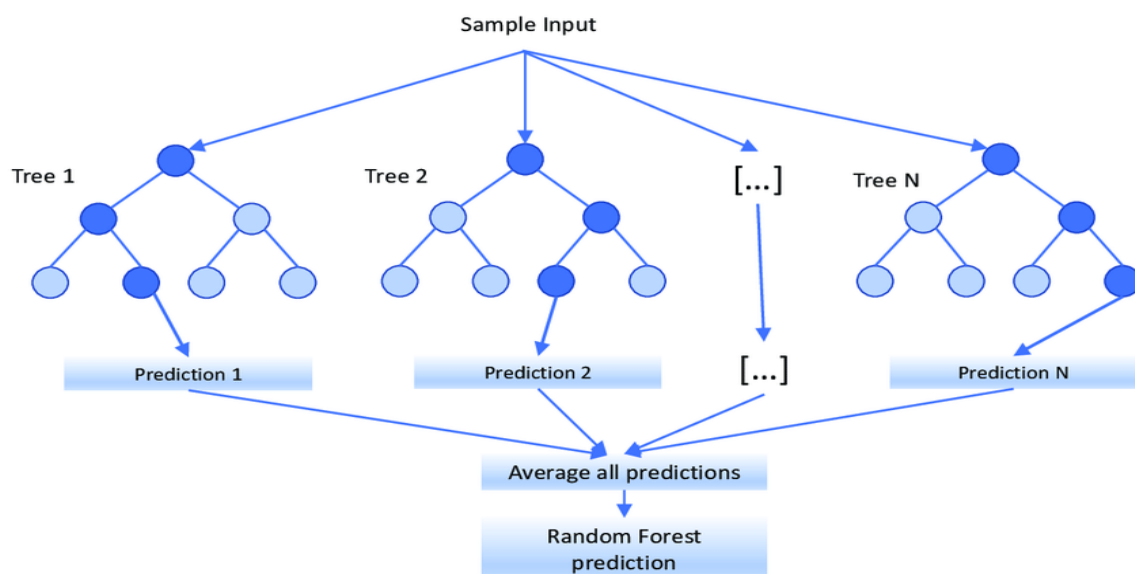 Sample Input
Tree 1
Tree 2
[...]
Tree N
Prediction 1
Prediction 2
[...]
Prediction N
Average all predictions
Random Forest
prediction